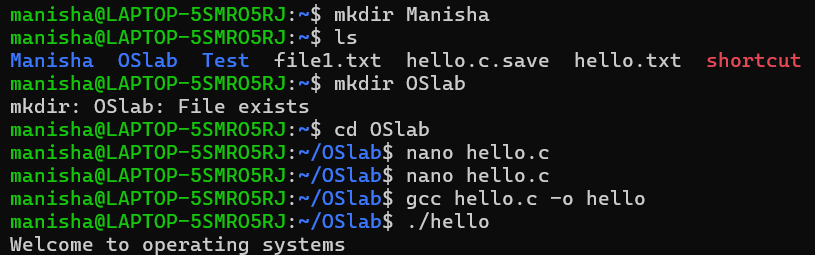 manisha@LAPTOP-5SMRO5RJ:~$ mkdir Manisha
manisha@LAPTOP-5SMRO5RJ:~$ ls
Manisha  OSlab  Test  file1.txt  hello.c.save  hello.txt  shortcut
manisha@LAPTOP-5SMRO5RJ:~$ mkdir OSlab
mkdir: OSlab: File exists
manisha@LAPTOP-5SMRO5RJ:~$ cd OSlab
manisha@LAPTOP-5SMRO5RJ:~/OSlab$ nano hello.c
manisha@LAPTOP-5SMRO5RJ:~/OSlab$ nano hello.c
manisha@LAPTOP-5SMRO5RJ:~/OSlab$ gcc hello.c -o hello
manisha@LAPTOP-5SMRO5RJ:~/OSlab$ ./hello
Welcome to operating systems